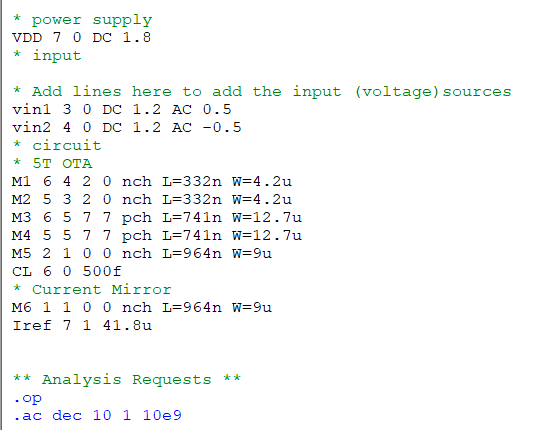 * power supply
VDD 7 0 DC 1.8
* input
* Add lines here to add the input (voltage)sources
vin1 3 0 DC 1.2 AC 0.5
vin2 4 0 DC 1.2 AC -0.5
* circuit
* 5T OTA
M1 6 4 2 0 nch L=332n W=4.2u
M2 5 3 2 0 nch L=332n W=4.2u
M3 6 5 7 7 pch L=741n W=12.7u
M4 5 5 7 7 pch L=741n W=12.7u
M5 2 1 0 0 nch L=964n W=9u
CL 6 0 500f
* Current Mirror
M6 1 1 0 0 nch L=964n W=9u
Iref 7 1 41.8u
** Analysis Requests **
.op
.ac dec 10 1 10e9